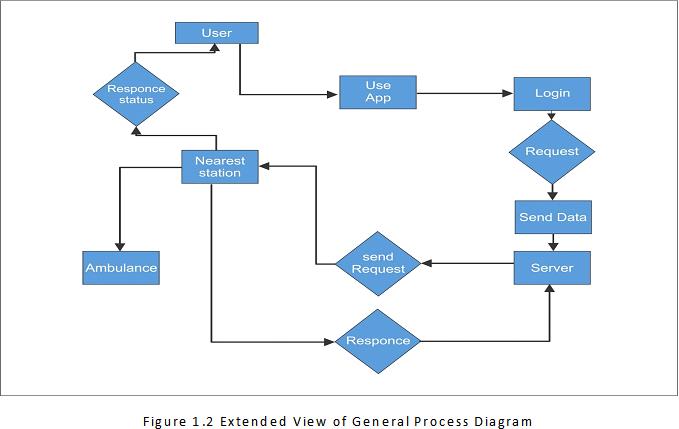 User
Responce
status
Use
App
Login
Request
Nearest
station
Send Data
Ambulance
send
Request
Server
Responce
Figure 1.2 Extended View of General Process Diagram